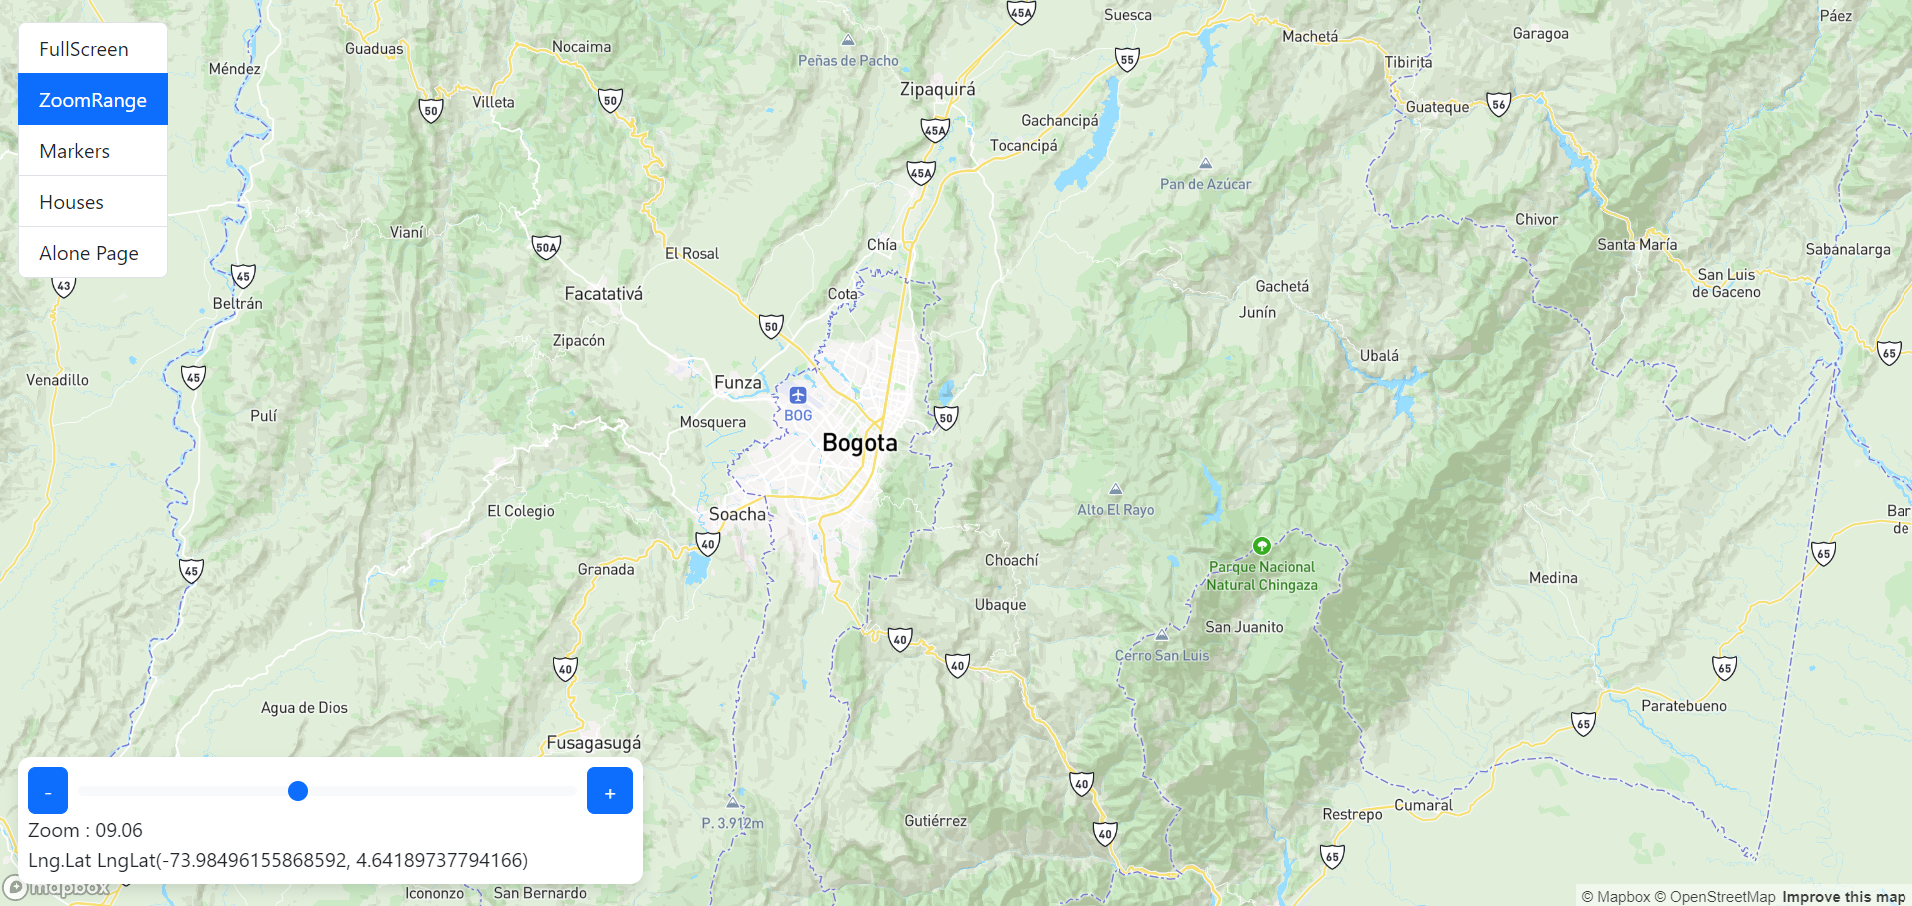 FullScreen
ZoomRange
Markers
Houses
Alone Page
45A
Suesca
Páez
Guaduas
Nocaima
Machetá
Garagoa
Méndez
Peñas de Pacho
55
Tibiritá
Zipaquirá
Villeta
50
50
Guateque
56
Gachancipá
45A
Tocancipá
45A
Pan de Azúcar
Chivor
Vianí
50A
El Rosal
Chía
Santa María
Sabanalarga
43
45
Beltrán
Facatativá
Cota
Gachetá
San Luis
de Gaceno
Junín
50
Zipacón
Ubalá
65
Venadillo
45
Funza
BOG
Pulí
Mosquera
50
Bogota
El Colegio
Soacha
Alto El Rayo
Bar
de
40
65
45
Granada
Choachí
Parque Nacional
Natural Chingaza
Medina
Ubaque
San Juanito
40
40
Cerro San Luis
40
65
Agua de Dios
Paratebueno
65
Fusagasugá
40
-
+
Zoom : 09.06
Lng.Lat LngLat(-73.98496155868592, 4.64189737794166)
P. 3.912m
Gutiérrez
40
Restrepo
Cumaral
65
mapbox
Icononzo
San Bernardo
© Mapbox © OpenStreetMap Improve this map